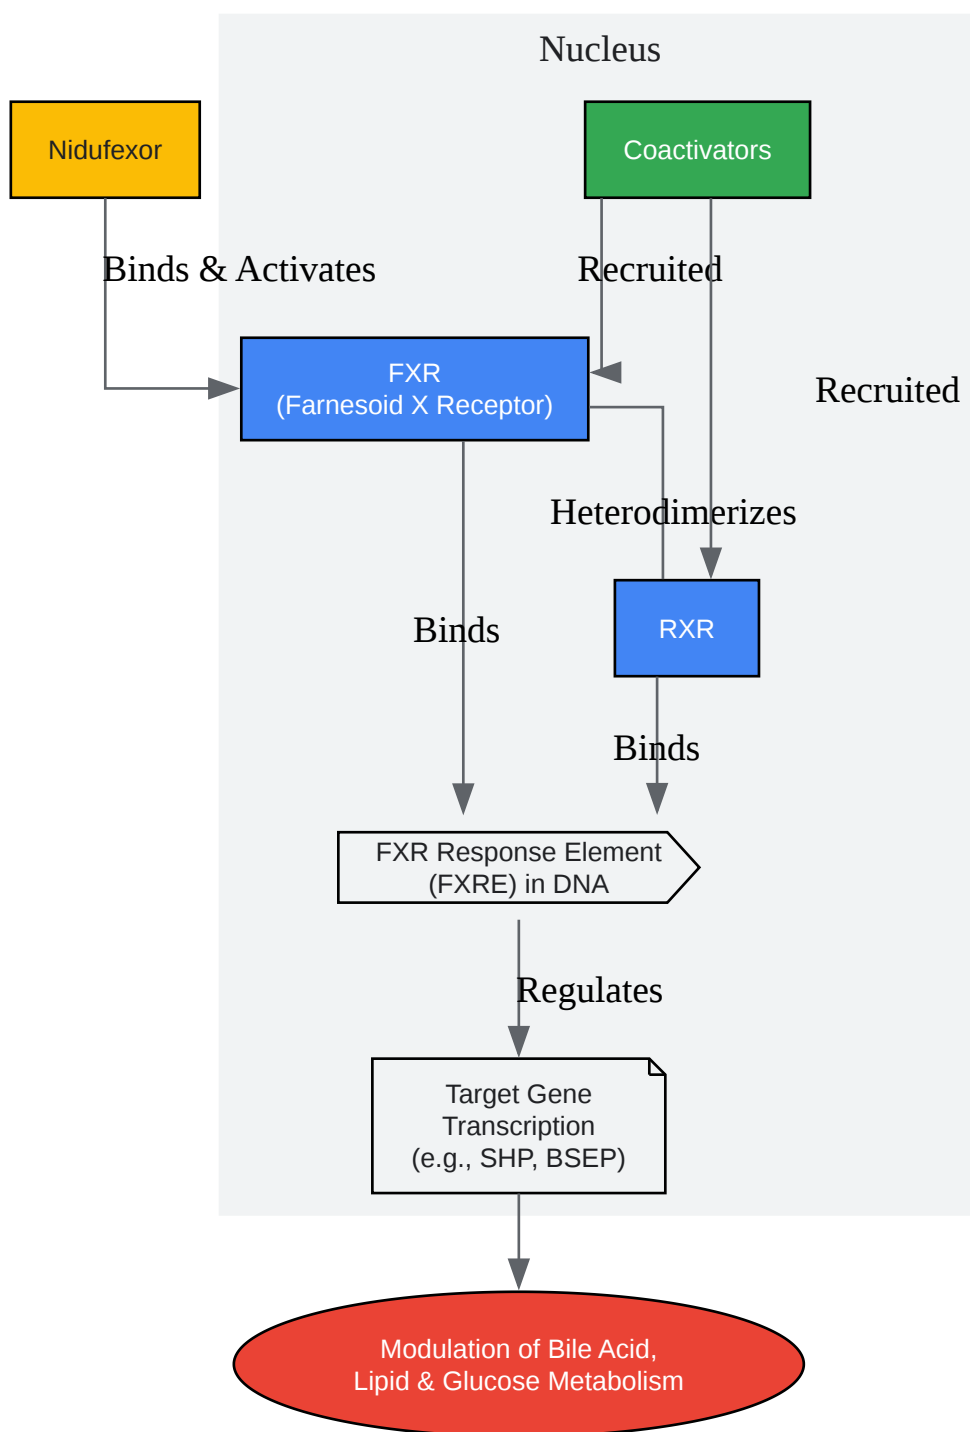 Nucleus
Nidufexor
Coactivators
Binds & Activates
Recruited
FXR
(Farnesoid X Receptor)
Recruited
Heterodimerizes
Binds
RXR
Binds
FXR Response Element
(FXRE) in DNA
Regulates
Target Gene
Transcription
(e.g., SHP, BSEP)
Modulation of Bile Acid,
Lipid & Glucose Metabolism